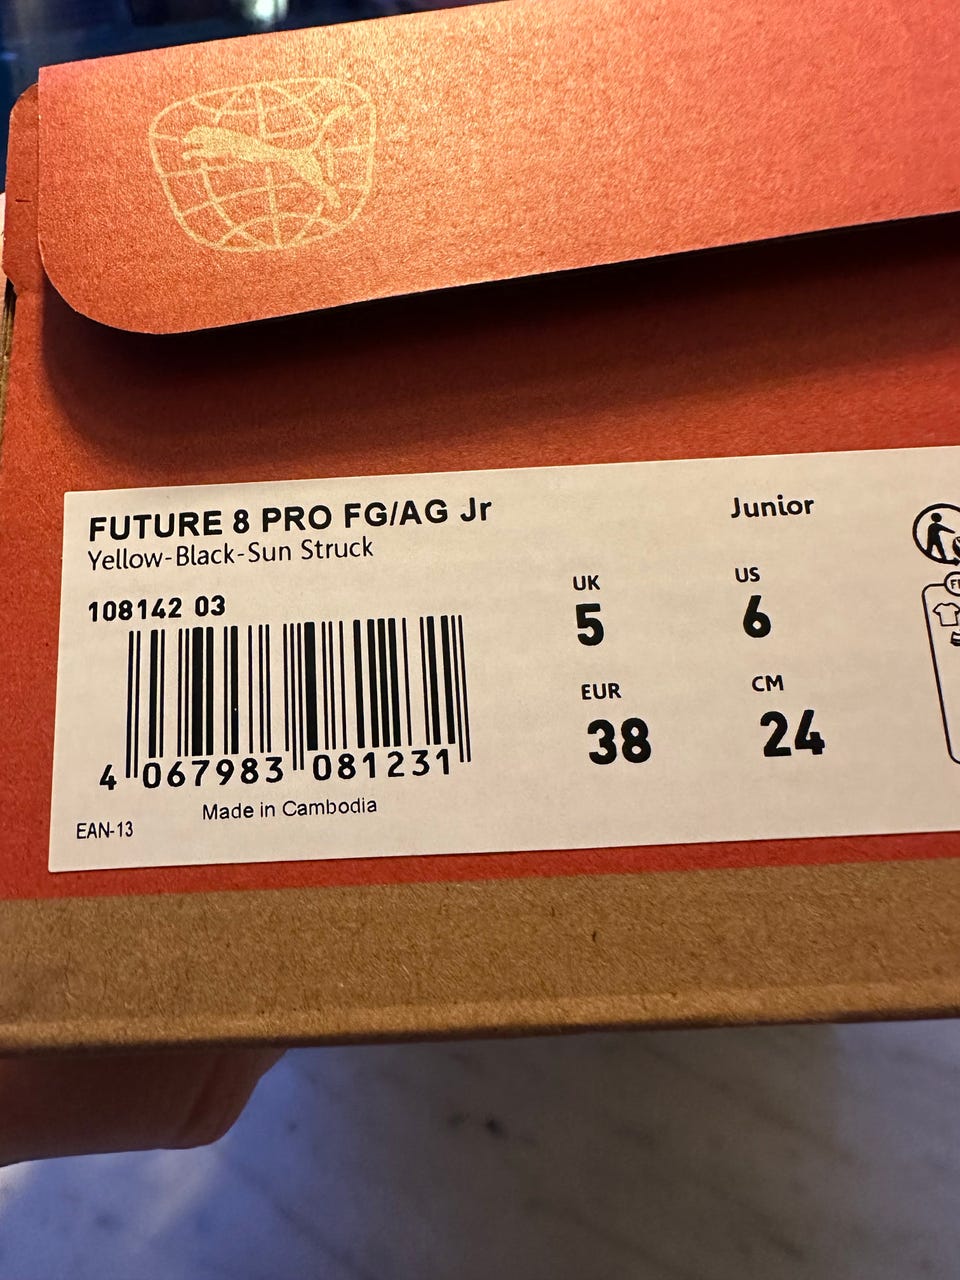 FUTURE 8 PRO FG/AG Jr
Yellow-Black-Sun Struck
108142 03
4 067983 081231
Made in Cambodia
EAN-13
Junior
UK
5
US
6
EUR
38
CM
24